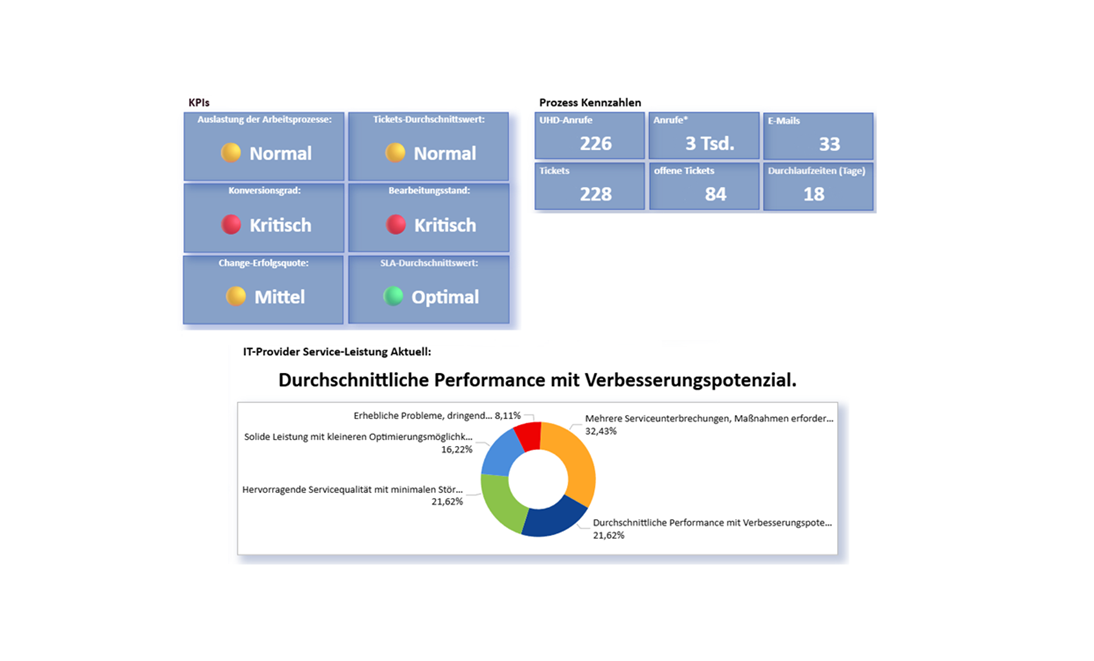 KPIs
Auslastung der Arbeitsprozesse:
Normal
Tickets-Durchschnittswert:
Normal
Konversionsgrad:
Kritisch
Bearbeitungsstand:
Kritisch
Change-Erfolgsquote:
Mittel
SLA-Durchschnittswert:
Optimal
Prozess Kennzahlen
UHD-Anrufe
226
Anrufe*
3 Tsd.
E-Mails
33
Tickets
228
offene Tickets
84
Durchlaufzeiten (Tage)
18
IT-Provider Service-Leistung Aktuell:
Durchschnittliche Performance mit Verbesserungspotenzial.
Erhebliche Probleme, dringend... 8,11%
Mehrere Serviceunterbrechungen, Maßnahmen erforder...
32,43%
Solide Leistung mit kleineren Optimierungsmöglichk...
16,22%
Hervorragende Servicequalität mit minimalen Stör...
21,62%
Durchschnittliche Performance mit Verbesserungspote...
21,62%